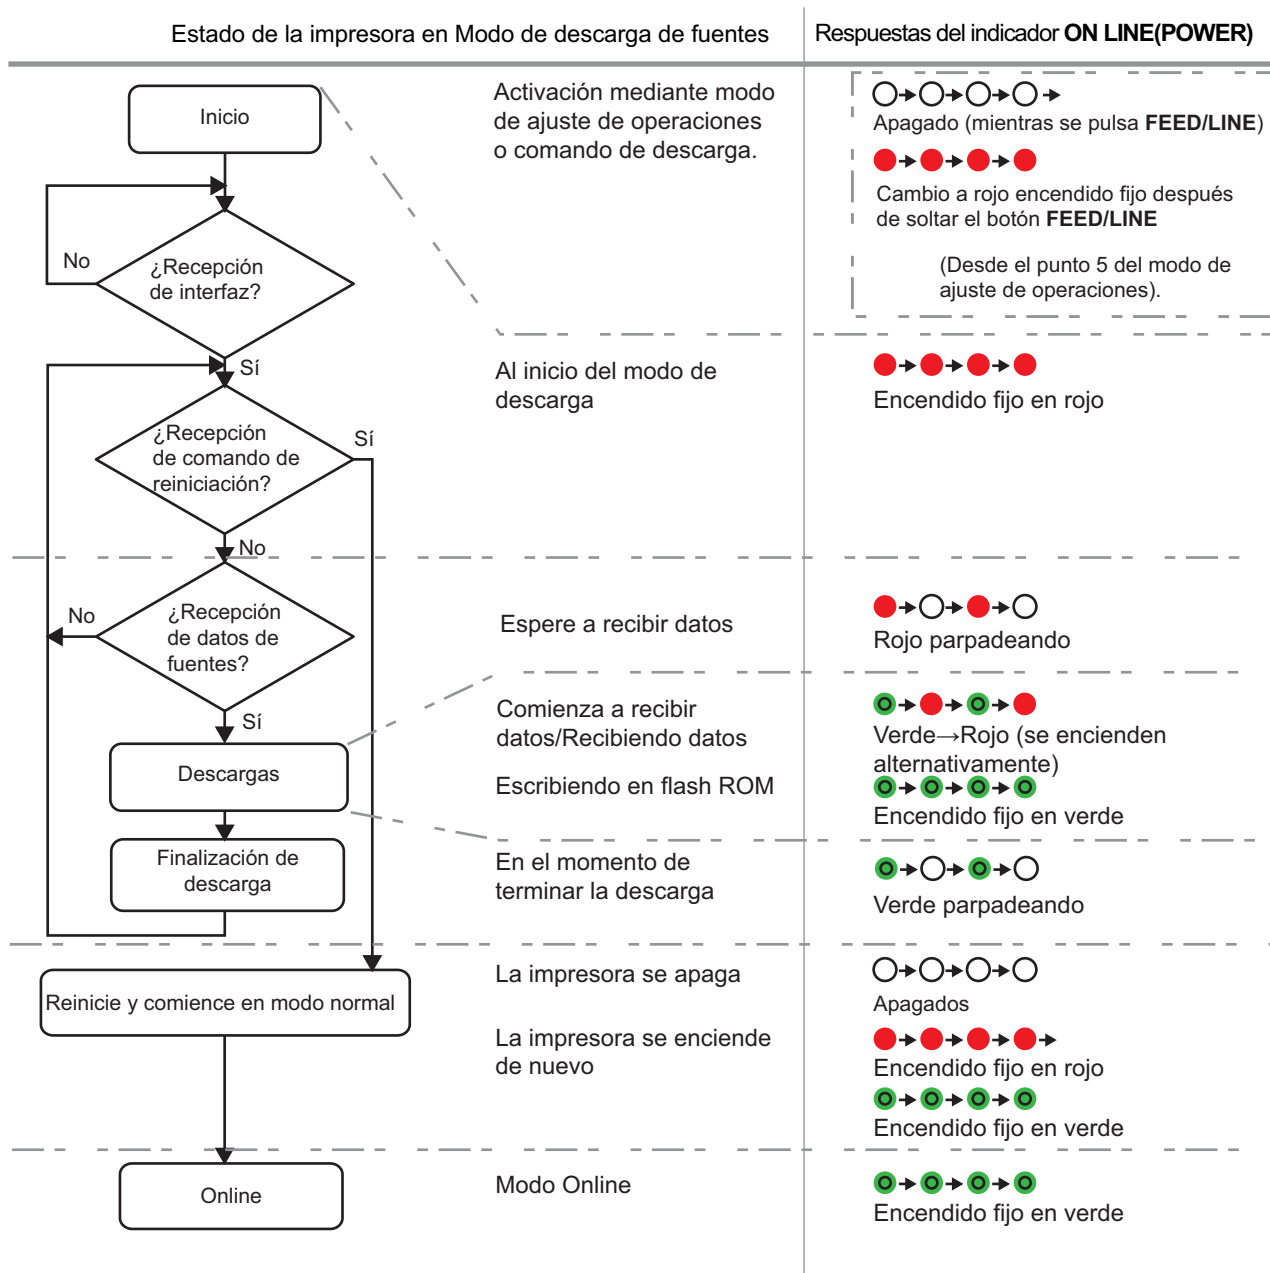 Estado de la impresora en Modo de descarga de fuentes
Respuestas del indicador ON LINE(POWER)
Inicio
Activación mediante modo
de ajuste de operaciones
o comando de descarga.
Apagado (mientras se pulsa FEED/LINE)
Cambio a rojo encendido fijo después
de soltar el botón FEED/LINE
(Desde el punto 5 del modo de
ajuste de operaciones).
No
¿Recepción
de interfaz?
Sí
Al inicio del modo de
descarga
Encendido fijo en rojo
¿Recepción
de comando de
reiniciación?
Sí
No
No
¿Recepción
de datos de
fuentes?
Espere a recibir datos
Rojo parpadeando
Sí
Comienza a recibir
datos/Recibiendo datos
Verde→Rojo (se encienden
alternativamente)
Descargas
Escribiendo en flash ROM
Encendido fijo en verde
Finalización de
descarga
En el momento de
terminar la descarga
Verde parpadeando
Reinicie y comience en modo normal
La impresora se apaga
Apagados
La impresora se enciende
de nuevo
Encendido fijo en rojo
Encendido fijo en verde
Online
Modo Online
Encendido fijo en verde